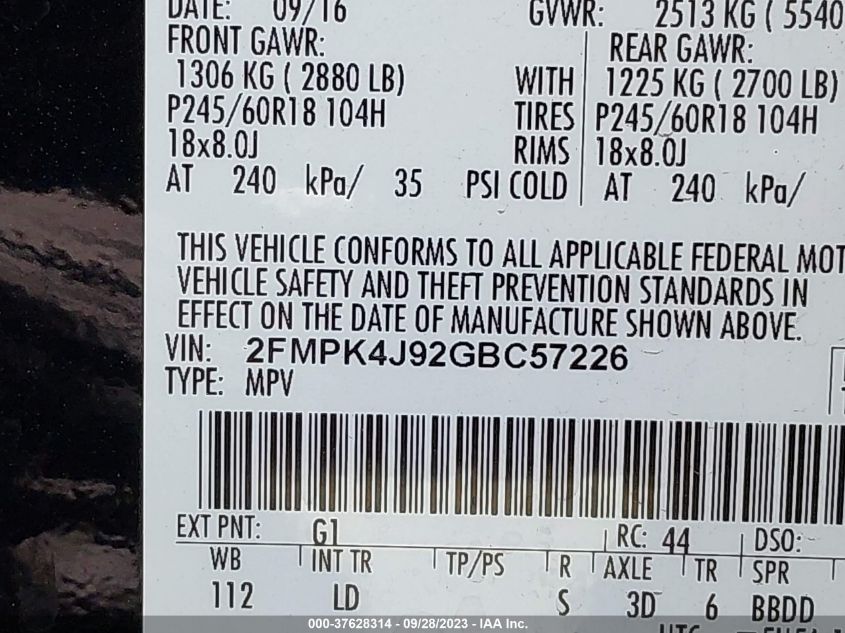 DATE: 09/16 GVWR: 2513 KG ( 5540
FRONT GAWR: REAR GAWR:
1306 KG ( 2880 LB) WITH 1225 KG ( 2700 LB)
P245/60R18 104H TIRES P245/60R18 104H
18x8.0J RIMS 18x8.0J
AT 240 kPa/ 35 PSI COLD AT 240 kPa/
THIS VEHICLE CONFORMS TO ALL APPLICABLE FEDERAL MOT
VEHICLE SAFETY AND THEFT PREVENTION STANDARDS IN
EFFECT ON THE DATE OF MANUFACTURE SHOWN ABOVE.
VIN: 2FMPK4J92GBC57226
TYPE: MPV
EXT PNT: G1 RC: 44 DSO:
WB INT TR TP/PS R AXLE TR SPR
112 LD S 3D 6 BBDD
000-37628314 - 09/28/2023 - IAA Inc.